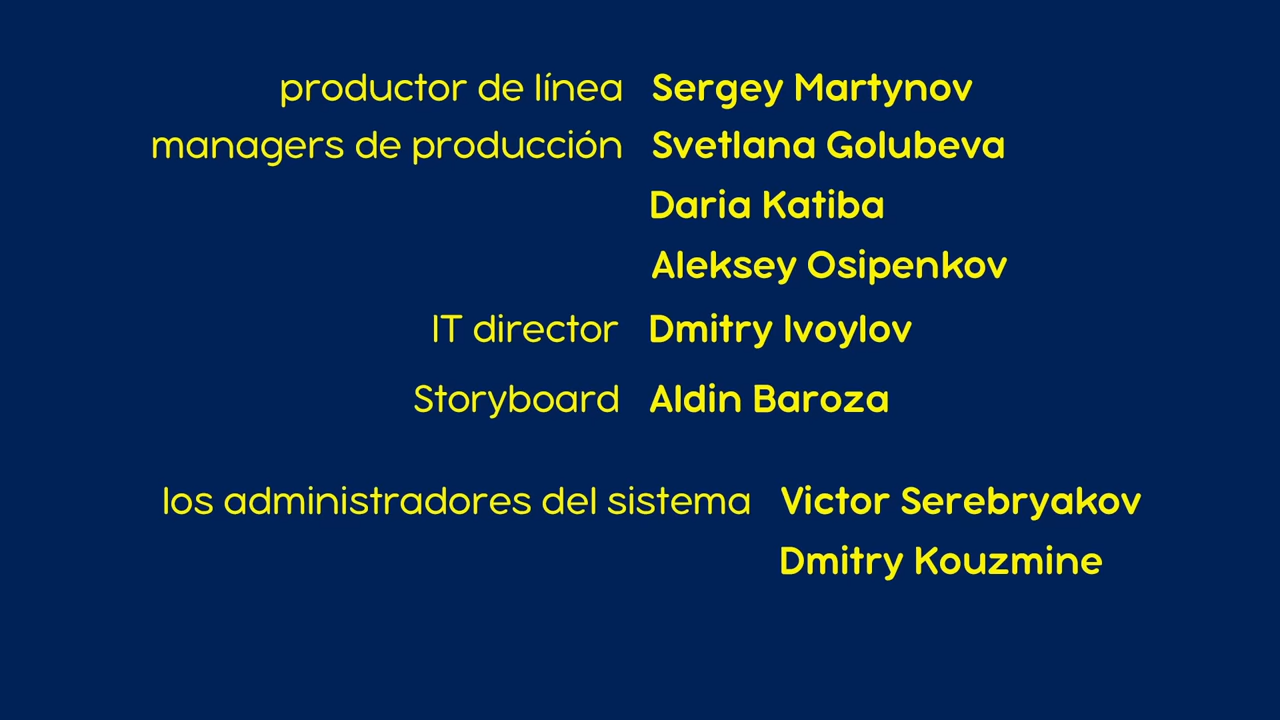 productor de línea Sergey Martynov
managers de producción Svetlana Golubeva
Daria Katiba
Aleksey Osipenkov
IT director Dmitry Ivoylov
Storyboard Aldin Baroza
los administradores del sistema Victor Serebryakov
Dmitry Kouzmine